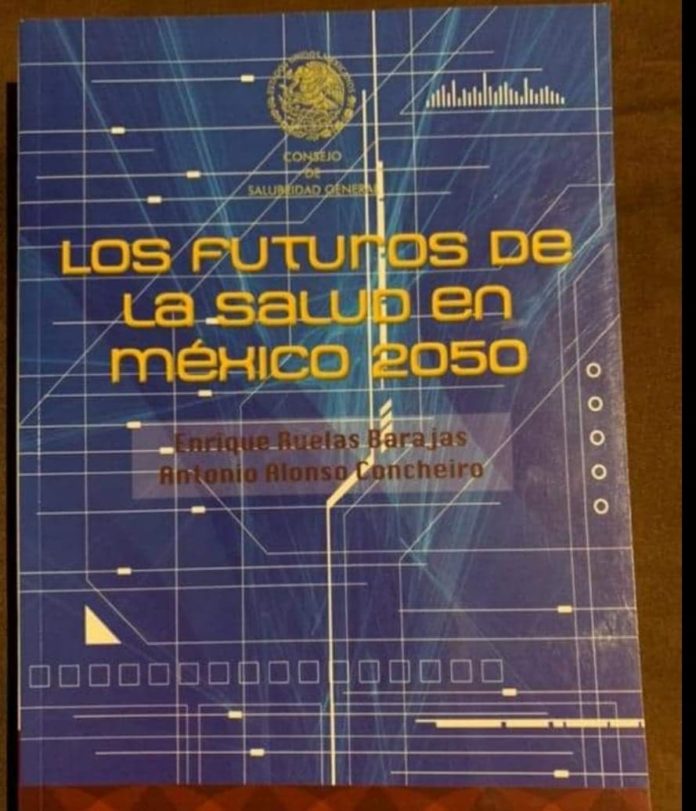 CONSEJO
DE
SALUBRIDAD GENERAL
LOS FUTUROS DE
LA SALUD EN
MÉXICO 2050
Enrique Ruelas Barajas
Antonio Alonso Concheiro